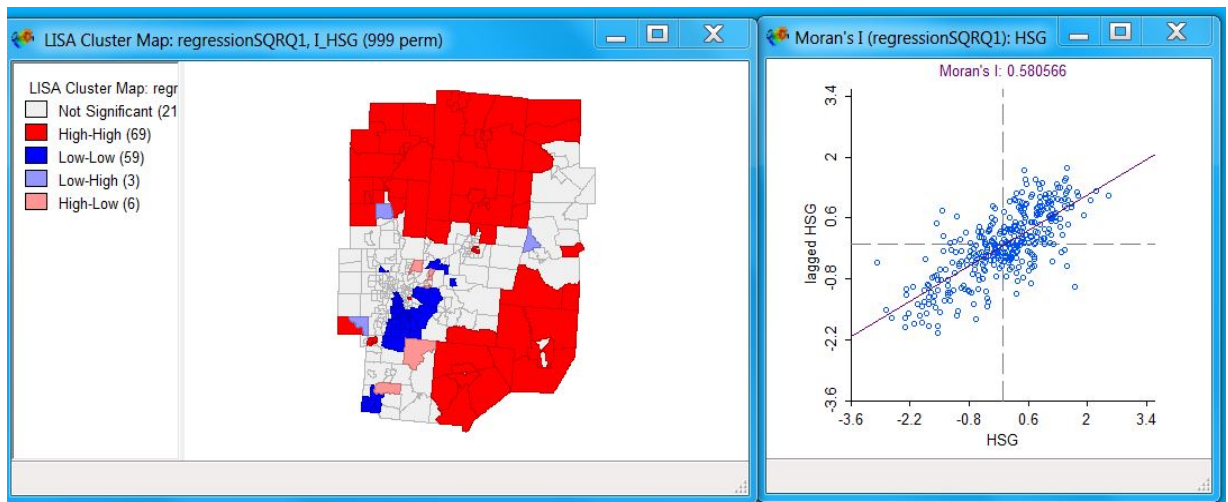 LISA Cluster Map: regressionSQRQ1, I_HSG (999 perm)
LISA Cluster Map: regr
Not Significant (21
High-High (69)
Low-Low (59)
Low-High (3)
High-Low (6)
Moran's I (regressionSQRQ1): HSG
Moran's I: 0.580566
3.4
2
0.6
-0.8
-2.2
-3.6
lagged HSG
-3.6 -2.2 -0.8 0.6 2 3.4
HSG